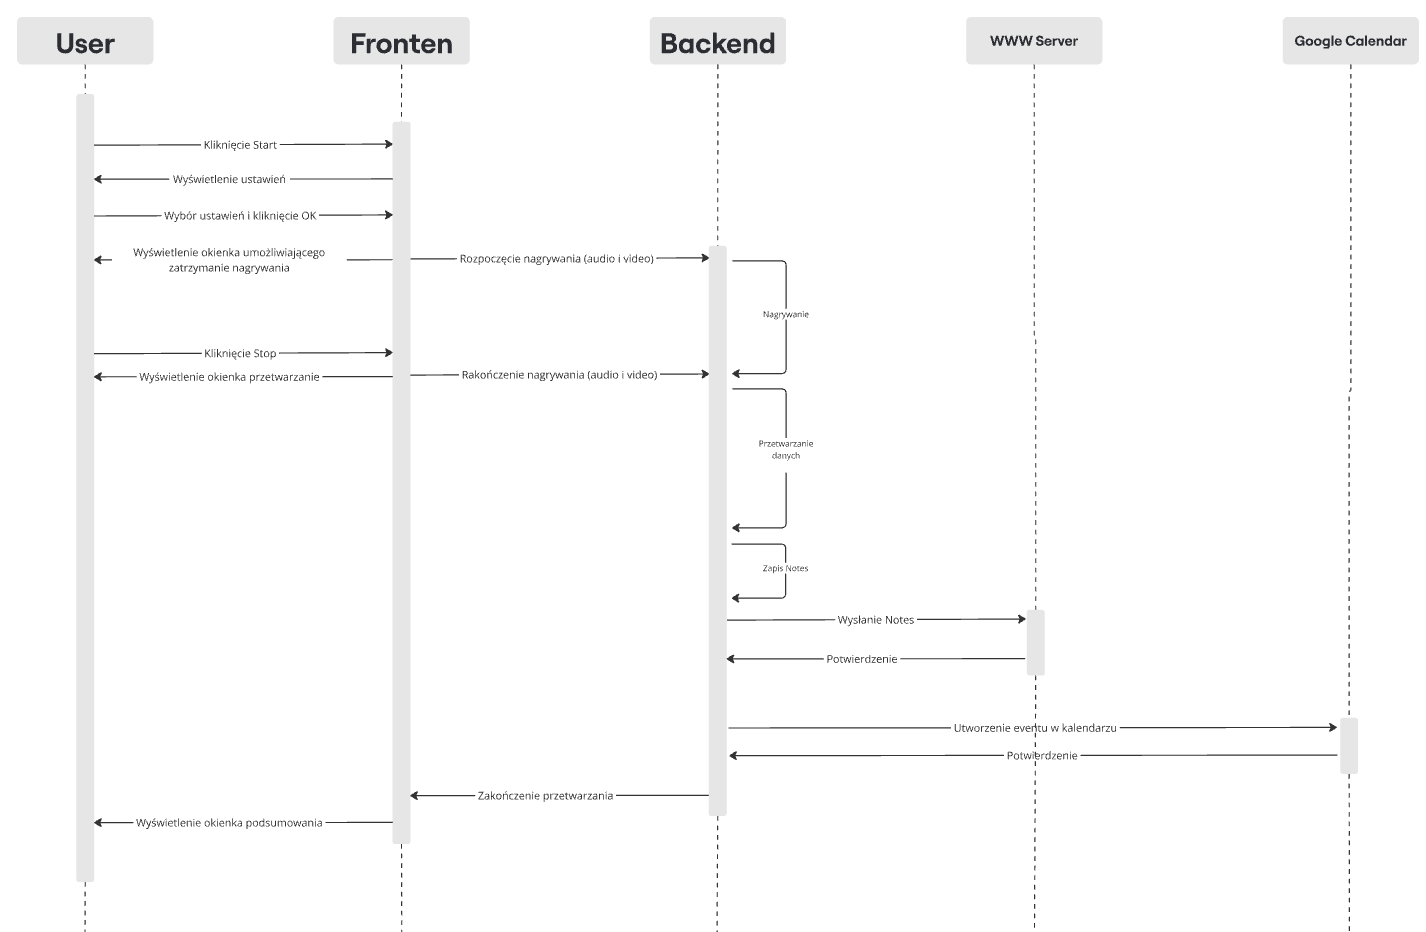 User
Fronten
Backend
WWW Server
Google Calendar
Kliknięcie Start
Wyświetlenie ustawień
Wybór ustawień i kliknięcie OK
Wyświetlenie okienka umożliwiającego
zatrzymanie nagrywania
Rozpoczęcie nagrywania (audio i video)
Nagrywanie
Kliknięcie Stop
Wyświetlenie okienka przetwarzanie
Rakończenie nagrywania (audio i video)
Przetwarzanie
danych
Zapis Notes
Wysłanie Notes
Potwierdzenie
Utworzenie eventu w kalendarzu
Potwierdzenie
Zakończenie przetwarzania
Wyświetlenie okienka podsumowania